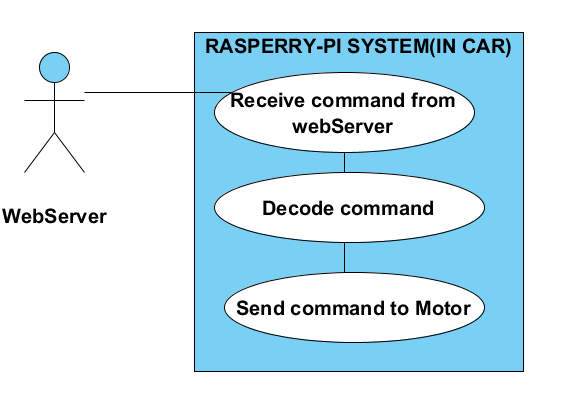 RASPERRY-PI SYSTEM(IN CAR)
Receive command from
webServer
WebServer
Decode command
Send command to Motor